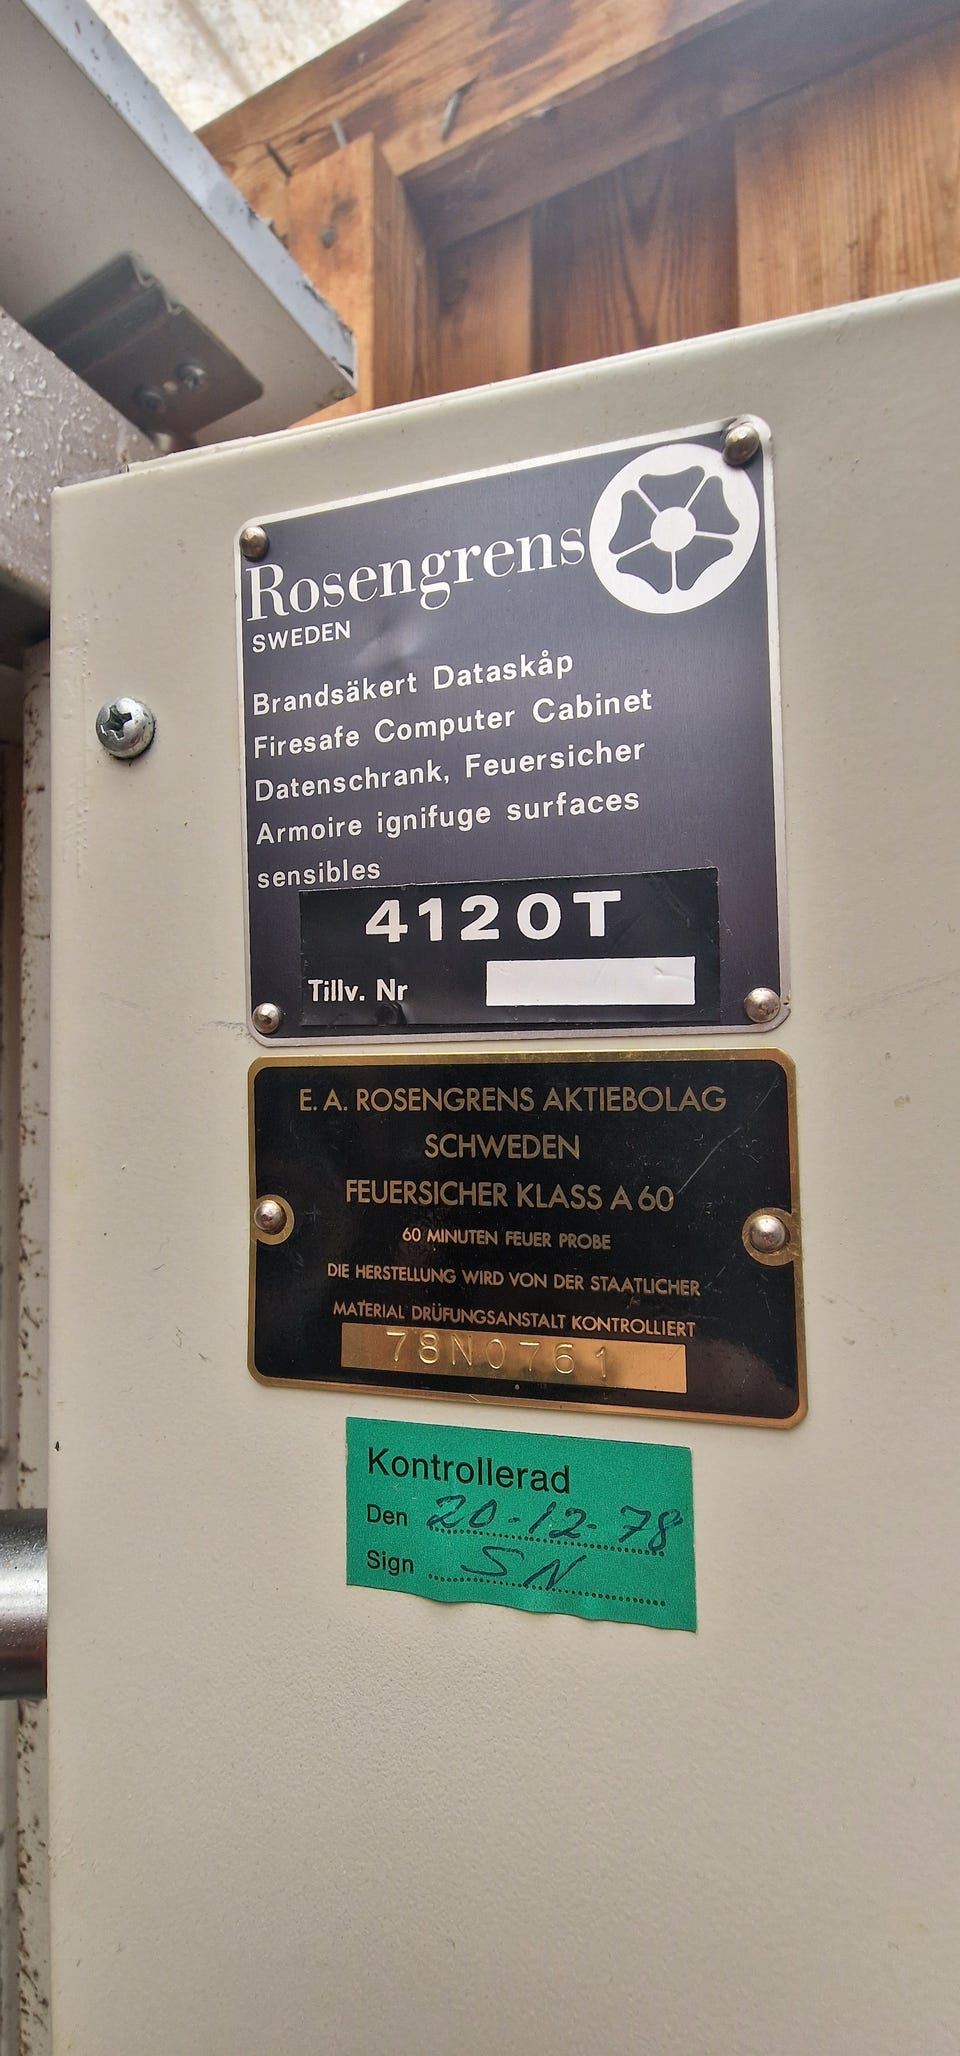 Rosengrens
SWEDEN
Brandsäkert Dataskåp
Firesafe Computer Cabinet
Datenschrank, Feuersicher
Armoire ignifuge surfaces
sensibles
4120T
Tillv. Nr
E. A. ROSENGRENS AKTIEBOLAG
SCHWEDEN
FEUERSICHER KLASS A 60
60 MINUTEN FEUER PROBE
DIE HERSTELLUNG WIRD VON DER STAATLICHER
MATERIAL DRÜFUNGSANSTALT KONTROLLIERT
78N0761
Kontrollerad
Den 20-12-78
Sign SN